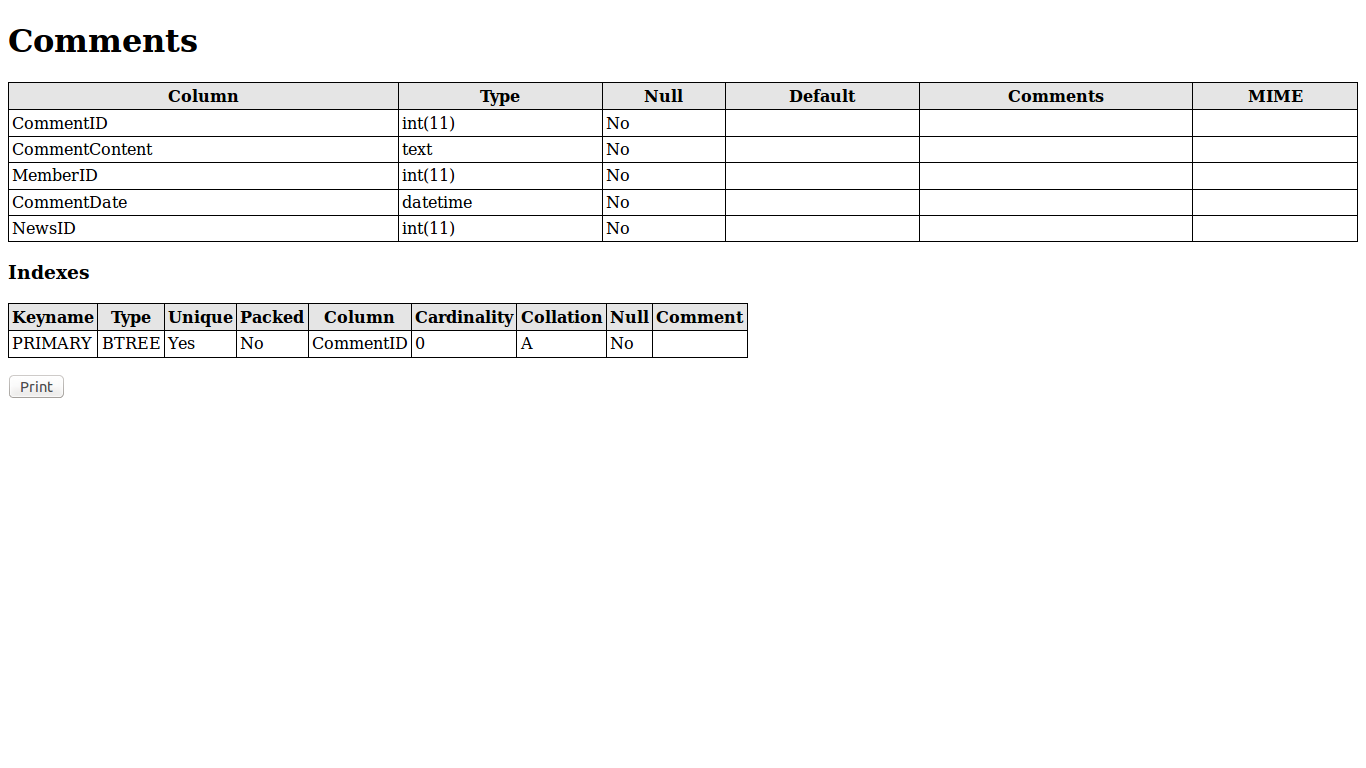 Comments
Column Type Null Default Comments MIME
CommentID int(11) No
CommentContent text No
MemberID int(11) No
CommentDate datetime No
NewsID int(11) No
Indexes
Keyname Type Unique Packed Column Cardinality Collation Null Comment
PRIMARY BTREE Yes No CommentID 0 A No
Print